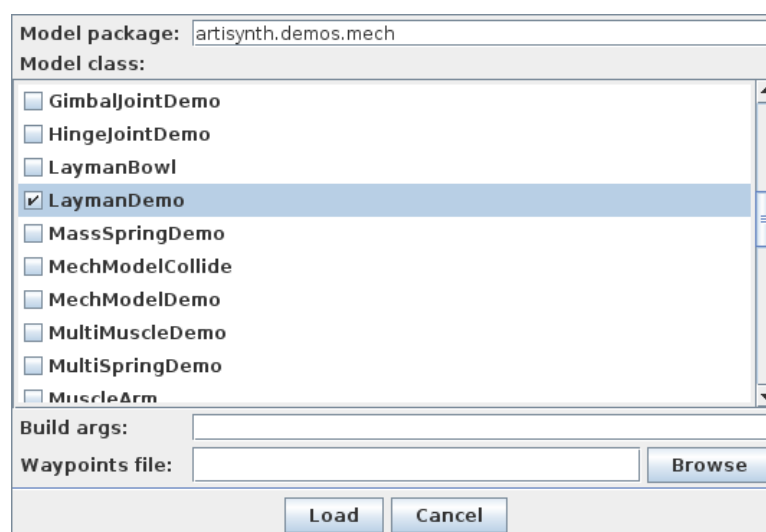 Model package: artisynth.demos.mech
Model class:
GimbalJointDemo
HingeJointDemo
LaymanBowl
LaymanDemo
MassSpringDemo
MechModelCollide
MechModelDemo
MultiMuscleDemo
MultiSpringDemo
MuscleArm
Build args:
Waypoints file: Browse
Load Cancel